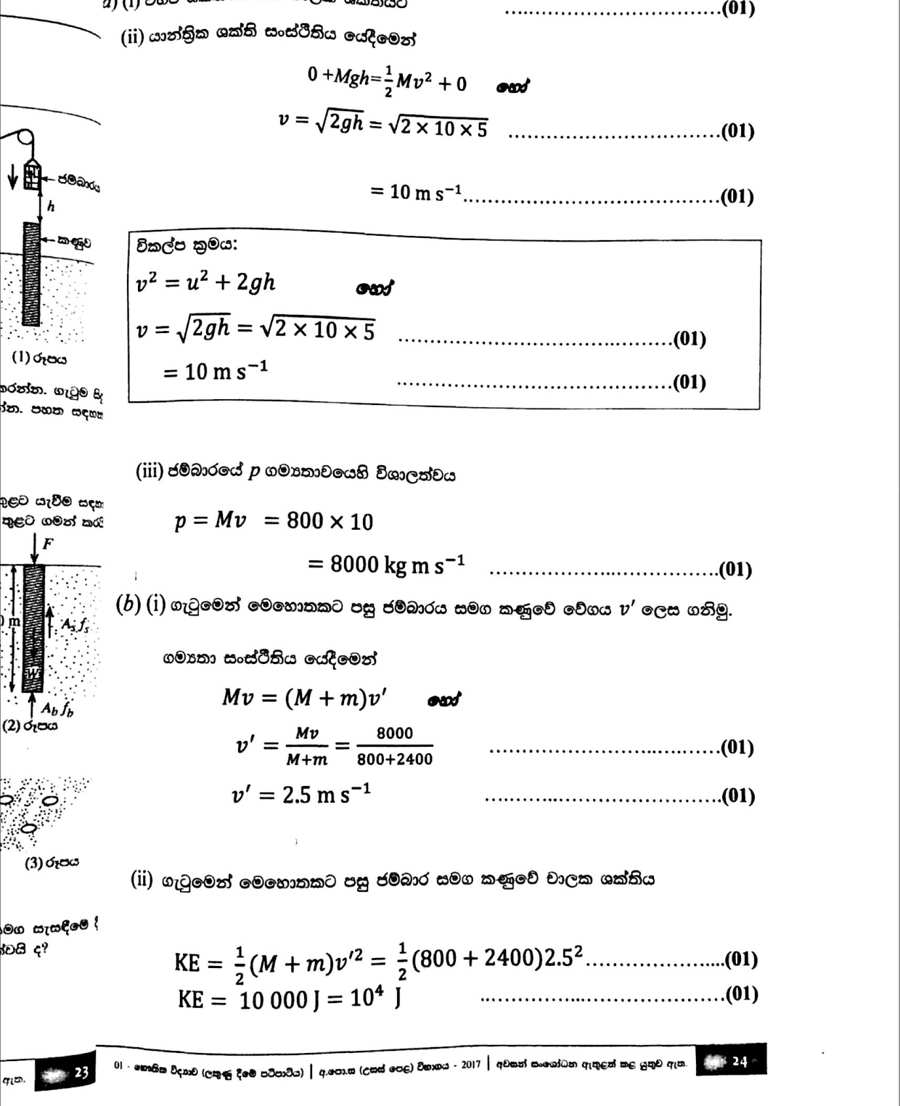 (01)
(ii) යාන්ත්‍රික ශක්ති සංස්ථිතිය යෙදීමෙන්
0 +Mgh=½Mv² + 0 හෝ
v = √2gh = √2 × 10 × 5 ..............................(01)
= 10 m s⁻¹..............................(01)
ජම්බාරය
h
කණුව
(1) රූපය
විකල්ප ක්‍රමය:
v² = u² + 2gh හෝ
v = √2gh = √2 × 10 × 5 ..............................(01)
= 10 m s⁻¹ ..............................(01)
(iii) ජම්බාරයේ p ගම්‍යතාවයෙහි විශාලත්වය
p = Mv = 800 × 10
= 8000 kg m s⁻¹ ..............................(01)
F
m
Aₛ fₛ
W
A_b f_b
(2) රූපය
(b) (i) ගැටුමෙන් මොහොතකට පසු ජම්බාරය සමග කණුවේ වේගය v′ ලෙස ගනිමු.
ගම්‍යතා සංස්ථිතිය යෙදීමෙන්
Mv = (M + m)v′ හෝ
v′ = Mv/M+m = 8000/800+2400 ..............................(01)
v′ = 2.5 m s⁻¹ ..............................(01)
(3) රූපය
(ii) ගැටුමෙන් මොහොතකට පසු ජම්බාර සමග කණුවේ චාලක ශක්තිය
KE = ½(M + m)v′² = ½(800 + 2400)2.5²....................(01)
KE = 10 000 J = 10⁴ J ..............................(01)
ඇත. 23
01 - භෞතික විද්‍යාව (ලකුණු දීමේ පටිපාටිය) | අ.පො.ස (උසස් පෙළ) විභාගය - 2017 | අවසන් සංශෝධන ඇතුළත් කළ යුතුව ඇත. 24